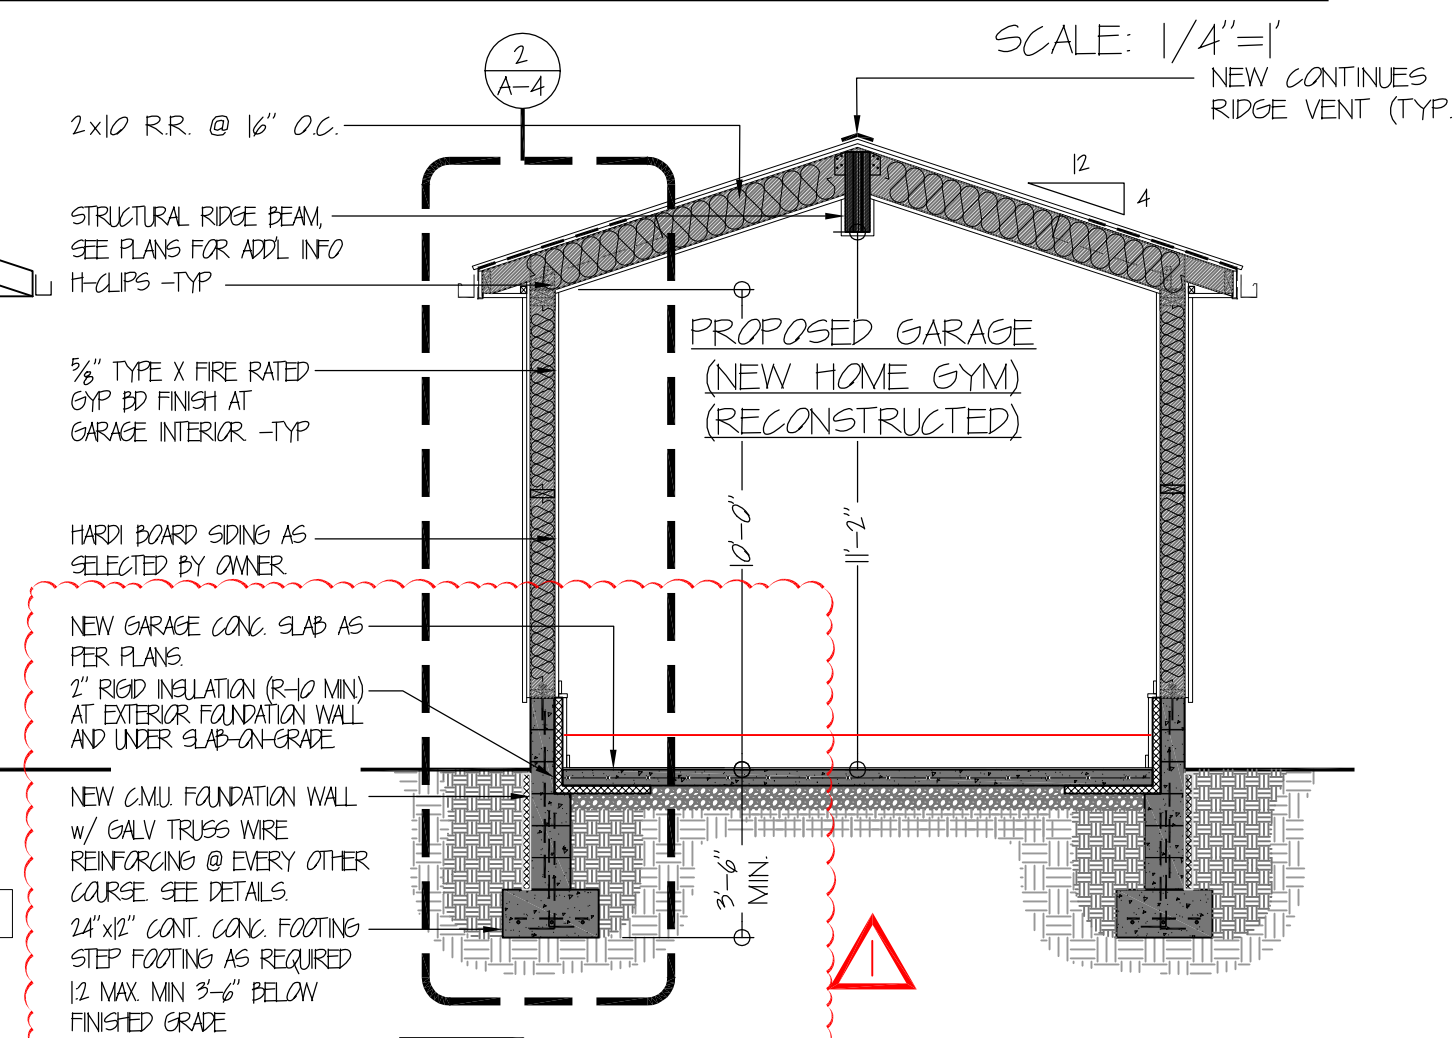 SCALE: 1/4"=1'
NEW CONTINUES
RIDGE VENT (TYP.
2
A-4
2x10 R.R. @ 16" O.C.
12
4
STRUCTURAL RIDGE BEAM,
SEE PLANS FOR ADD'L INFO
H-CLIPS -TYP
PROPOSED GARAGE
(NEW HOME GYM)
(RECONSTRUCTED)
5/8" TYPE X FIRE RATED
GYP BD FINISH AT
GARAGE INTERIOR -TYP
10'-0"
11'-2"
HARDI BOARD SIDING AS
SELECTED BY OWNER.
NEW GARAGE CONC. SLAB AS
PER PLANS.
2" RIGID INSULATION (R-10 MIN.)
AT EXTERIOR FOUNDATION WALL
AND UNDER SLAB-ON-GRADE
NEW C.M.U. FOUNDATION WALL
w/ GALV TRUSS WIRE
REINFORCING @ EVERY OTHER
COURSE. SEE DETAILS.
24"x12" CONT. CONC. FOOTING
STEP FOOTING AS REQUIRED
1:2 MAX. MIN 3'-6" BELOW
FINISHED GRADE
3'-6"
MIN.
1